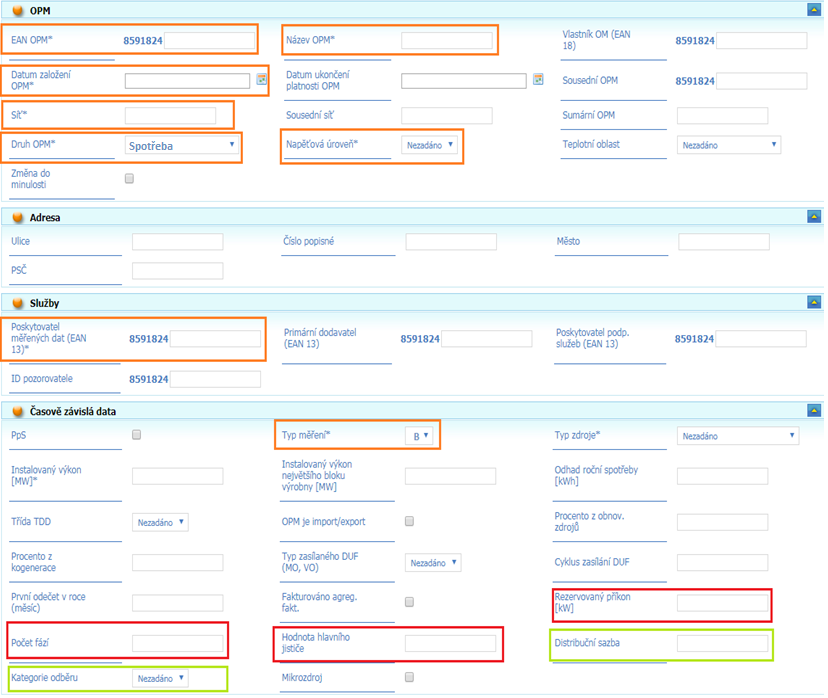 OPM
EAN OPM* 8591824 Název OPM* Vlastník OM (EAN 18) 8591824
Datum založení OPM* Datum ukončení platnosti OPM Sousední OPM 8591824
Síť* Sousední síť Sumární OPM
Druh OPM* Spotřeba Napěťová úroveň* Nezadáno Teplotní oblast Nezadáno
Změna do minulosti
Adresa
Ulice Číslo popisné Město
PSČ
Služby
Poskytovatel měřených dat (EAN 13)* 8591824 Primární dodavatel (EAN 13) 8591824 Poskytovatel podp. služeb (EAN 13) 8591824
ID pozorovatele 8591824
Časově závislá data
PpS Typ měření* B Typ zdroje* Nezadáno
Instalovaný výkon [MW]* Instalovaný výkon největšího bloku výrobny [MW] Odhad roční spotřeby [kWh]
Třída TDD Nezadáno OPM je import/export Procento z obnov. zdrojů
Procento z kogenerace Typ zasílaného DUF (MO, VO) Nezadáno Cyklus zasílání DUF
První odečet v roce (měsíc) Fakturováno agreg. fakt. Rezervovaný příkon [kW]
Počet fází Hodnota hlavního jističe Distribuční sazba
Kategorie odběru Nezadáno Mikrozdroj